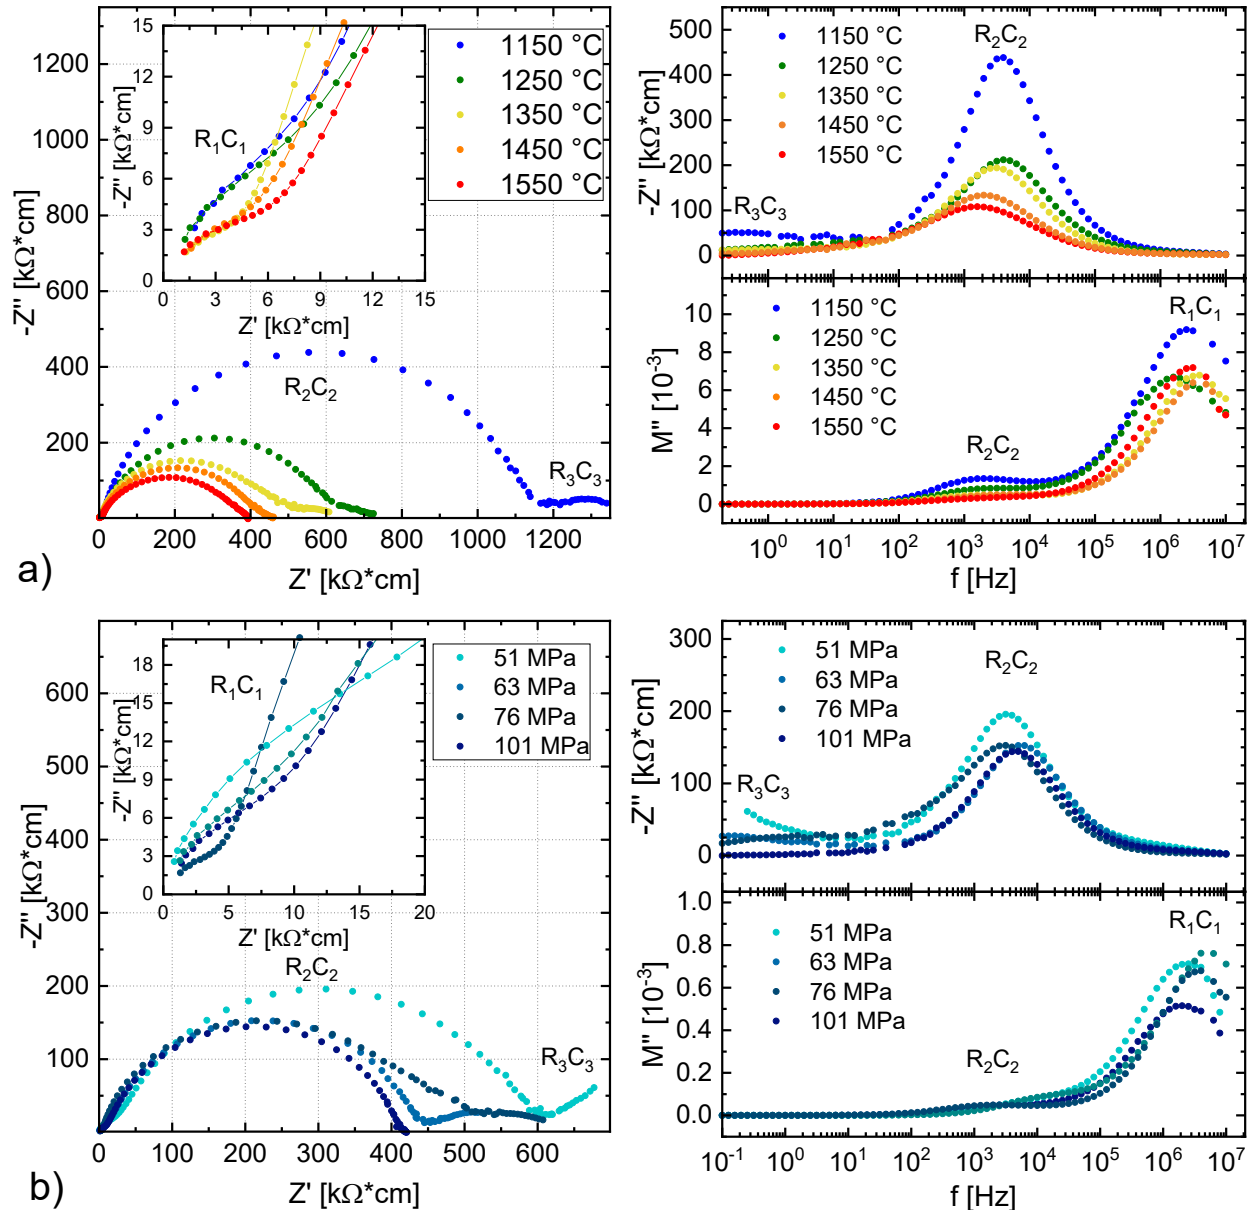 -Z'' [kΩ*cm]
1200
1000
800
600
400
200
0
0 200 400 600 800 1000 1200
Z' [kΩ*cm]
-Z'' [kΩ*cm]
15
12
9
6
3
0
0 3 6 9 12 15
Z' [kΩ*cm]
R₁C₁
1150 °C
1250 °C
1350 °C
1450 °C
1550 °C
R₂C₂
R₃C₃
a)
-Z'' [kΩ*cm]
500
400
300
200
100
0
1150 °C
1250 °C
1350 °C
1450 °C
1550 °C
R₂C₂
R₃C₃
M'' [10⁻³]
10
8
6
4
2
0
1150 °C
1250 °C
1350 °C
1450 °C
1550 °C
R₁C₁
R₂C₂
10⁰ 10¹ 10² 10³ 10⁴ 10⁵ 10⁶ 10⁷
f [Hz]
-Z'' [kΩ*cm]
600
500
400
300
200
100
0
0 100 200 300 400 500 600
Z' [kΩ*cm]
-Z'' [kΩ*cm]
18
15
12
9
6
3
0
0 5 10 15 20
Z' [kΩ*cm]
R₁C₁
51 MPa
63 MPa
76 MPa
101 MPa
R₂C₂
R₃C₃
b)
-Z'' [kΩ*cm]
300
200
100
0
51 MPa
63 MPa
76 MPa
101 MPa
R₂C₂
R₃C₃
M'' [10⁻³]
1.0
0.8
0.6
0.4
0.2
0.0
51 MPa
63 MPa
76 MPa
101 MPa
R₁C₁
R₂C₂
10⁻¹ 10⁰ 10¹ 10² 10³ 10⁴ 10⁵ 10⁶ 10⁷
f [Hz]